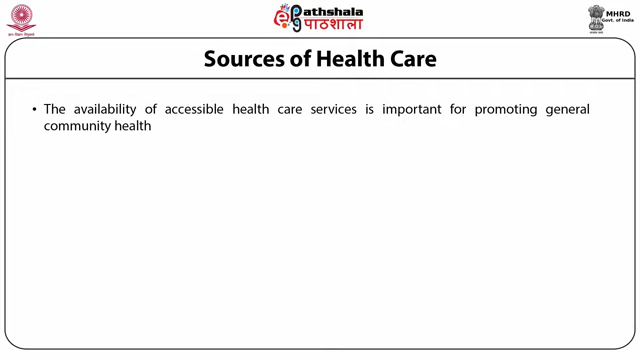 ePathshala
पाठशाला
MHRD
Govt. of India
Sources of Health Care
• The availability of accessible health care services is important for promoting general
community health